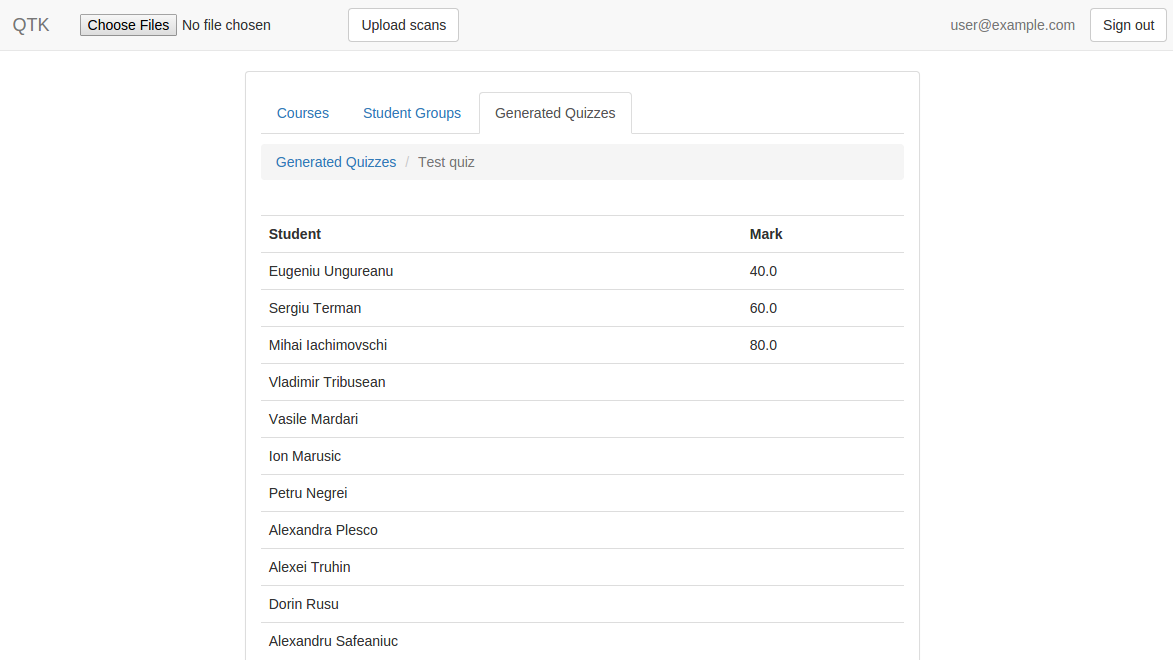 QTK Choose Files No file chosen Upload scans user@example.com Sign out
Courses Student Groups Generated Quizzes
Generated Quizzes / Test quiz
Student Mark
Eugeniu Ungureanu 40.0
Sergiu Terman 60.0
Mihai Iachimovschi 80.0
Vladimir Tribusean
Vasile Mardari
Ion Marusic
Petru Negrei
Alexandra Plesco
Alexei Truhin
Dorin Rusu
Alexandru Safeaniuc